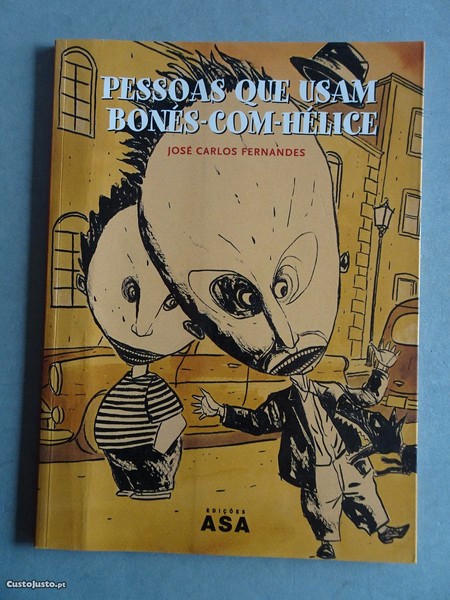 PESSOAS QUE USAM
BONÉS-COM-HÉLICE
JOSÉ CARLOS FERNANDES
EDIÇÕES
ASA
CustoJusto.pt